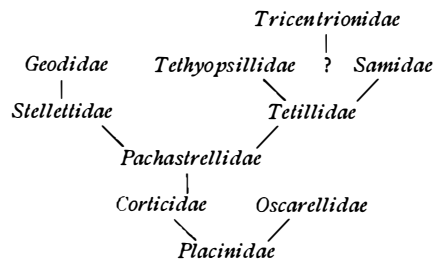 Tricentrionidae
Geodidae Tethyopsillidae ? Samidae
Stellettidae Tetillidae
Pachastrellidae
Corticidae Oscarellidae
Placinidae